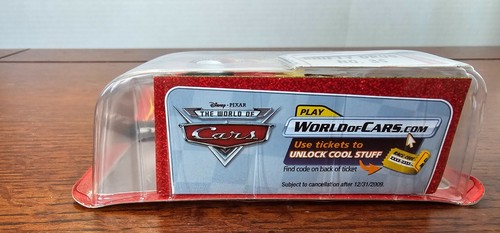 Disney·PIXAR
THE WORLD OF
Cars
PLAY
WORLDOFCARS.COM
Use tickets to
UNLOCK COOL STUFF
Find code on back of ticket
Subject to cancellation after 12/31/2009.